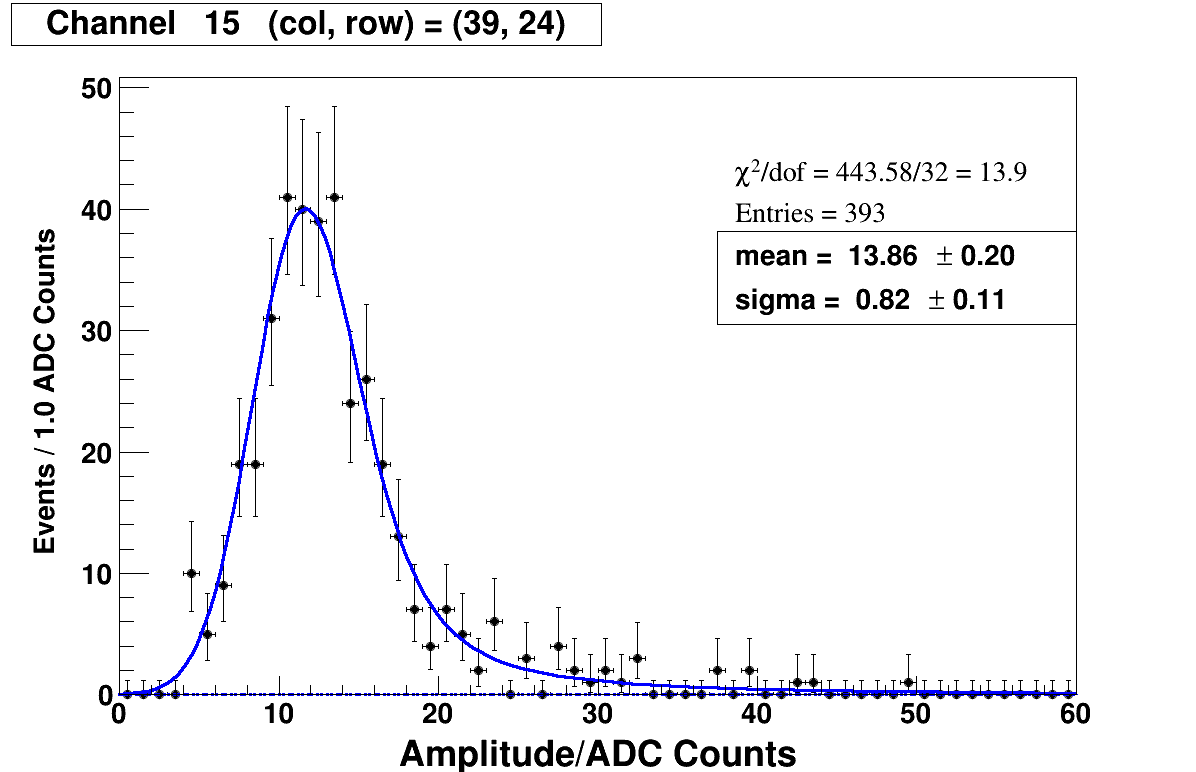 Channel 15 (col, row) = (39, 24)
50
40
30
20
10
0
Events / 1.0 ADC Counts
χ²/dof = 443.58/32 = 13.9
Entries = 393
mean = 13.86 ± 0.20
sigma = 0.82 ± 0.11
0 10 20 30 40 50 60
Amplitude/ADC Counts